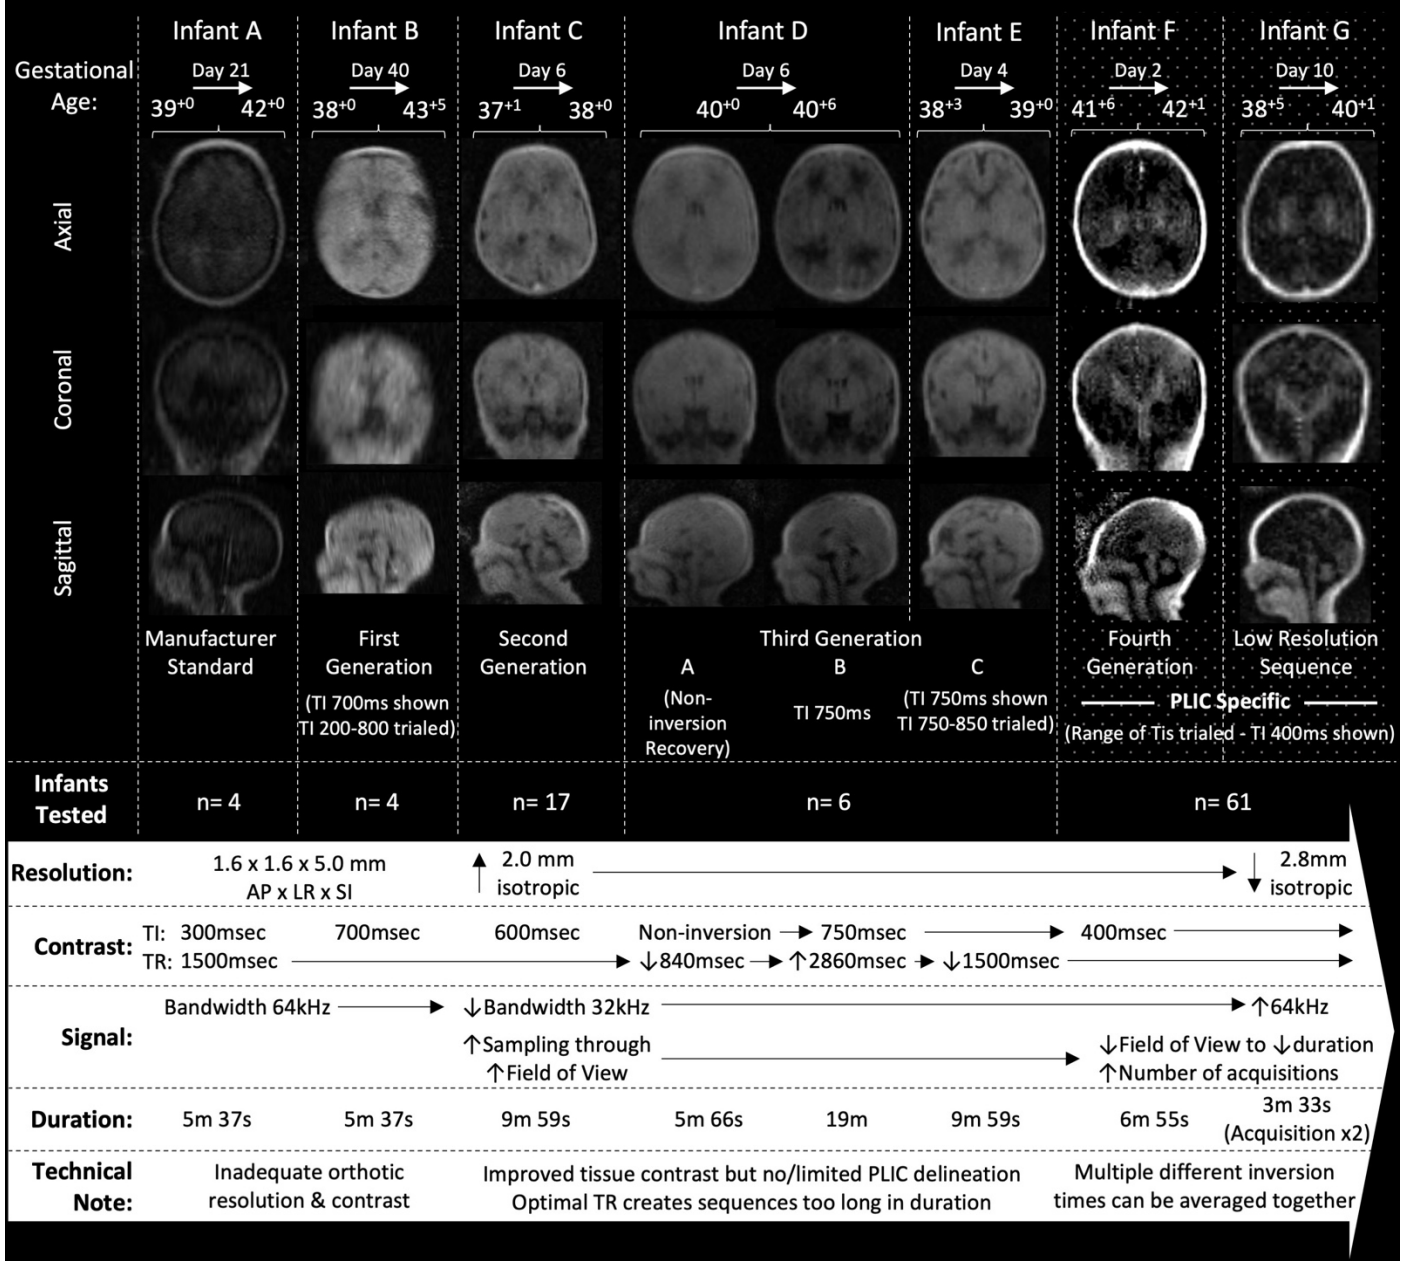 Infant A Infant B Infant C Infant D Infant E Infant F Infant G
Gestational Age:
Day 21 Day 40 Day 6 Day 6 Day 4 Day 2 Day 10
39+0 42+0 38+0 43+5 37+1 38+0 40+0 40+6 38+3 39+0 41+6 42+1 38+5 40+1
Axial
Coronal
Sagittal
Manufacturer
Standard
First
Generation
(TI 700ms shown
TI 200-800 trialed)
Second
Generation
Third Generation
A
(Non-
inversion
Recovery)
B
TI 750ms
C
(TI 750ms shown
TI 750-850 trialed)
Fourth
Generation
Low Resolution
Sequence
PLIC Specific
(Range of Tis trialed - TI 400ms shown)
Infants
Tested
n= 4 n= 4 n= 17 n= 6 n= 61
Resolution:
1.6 x 1.6 x 5.0 mm
AP x LR x SI
↑ 2.0 mm
isotropic
↓ 2.8mm
isotropic
Contrast:
TI: 300msec 700msec 600msec Non-inversion → 750msec → 400msec →
TR: 1500msec → ↓840msec → ↑2860msec → ↓1500msec →
Signal:
Bandwidth 64kHz → ↓Bandwidth 32kHz → ↑64kHz
↑Sampling through
↑Field of View
↓Field of View to ↓duration
↑Number of acquisitions
Duration: 5m 37s 5m 37s 9m 59s 5m 66s 19m 9m 59s 6m 55s 3m 33s
(Acquisition x2)
Technical
Note:
Inadequate orthotic
resolution & contrast
Improved tissue contrast but no/limited PLIC delineation
Optimal TR creates sequences too long in duration
Multiple different inversion
times can be averaged together